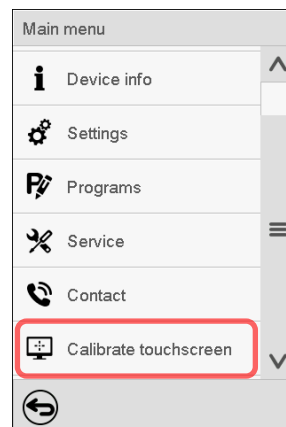 Main menu
Device info
Settings
Programs
Service
Contact
Calibrate touchscreen